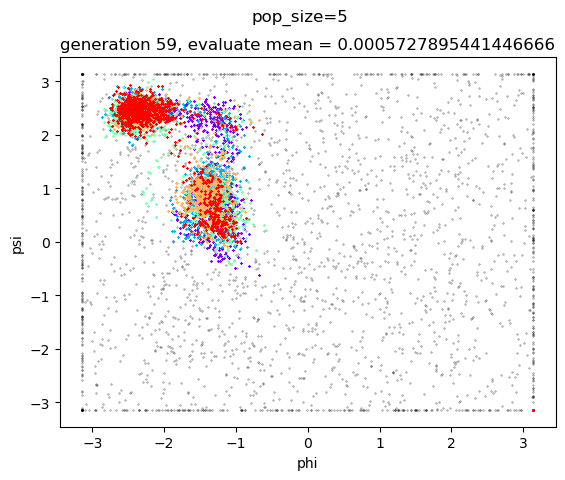 pop_size=5
generation 59, evaluate mean = 0.0005727895441446666
3
2
1
0
−1
−2
−3
psi
−3 −2 −1 0 1 2 3
phi